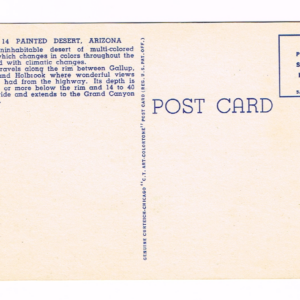 14 PAINTED DESERT, ARIZONA
ninhabitable desert of multi-colored
hich changes in colors throughout the
d with climatic changes.
ravels along the rim between Gallup,
und Holbrook where wonderful views
had from the highway. Its depth is
or more below the rim and 14 to 40
ide and extends to the Grand Canyon
GENUINE CURTEICH-CHICAGO "C. T. ART-COLORTONE" POST CARD (REG. U. S. PAT. OFF.)
POST CARD
P
S